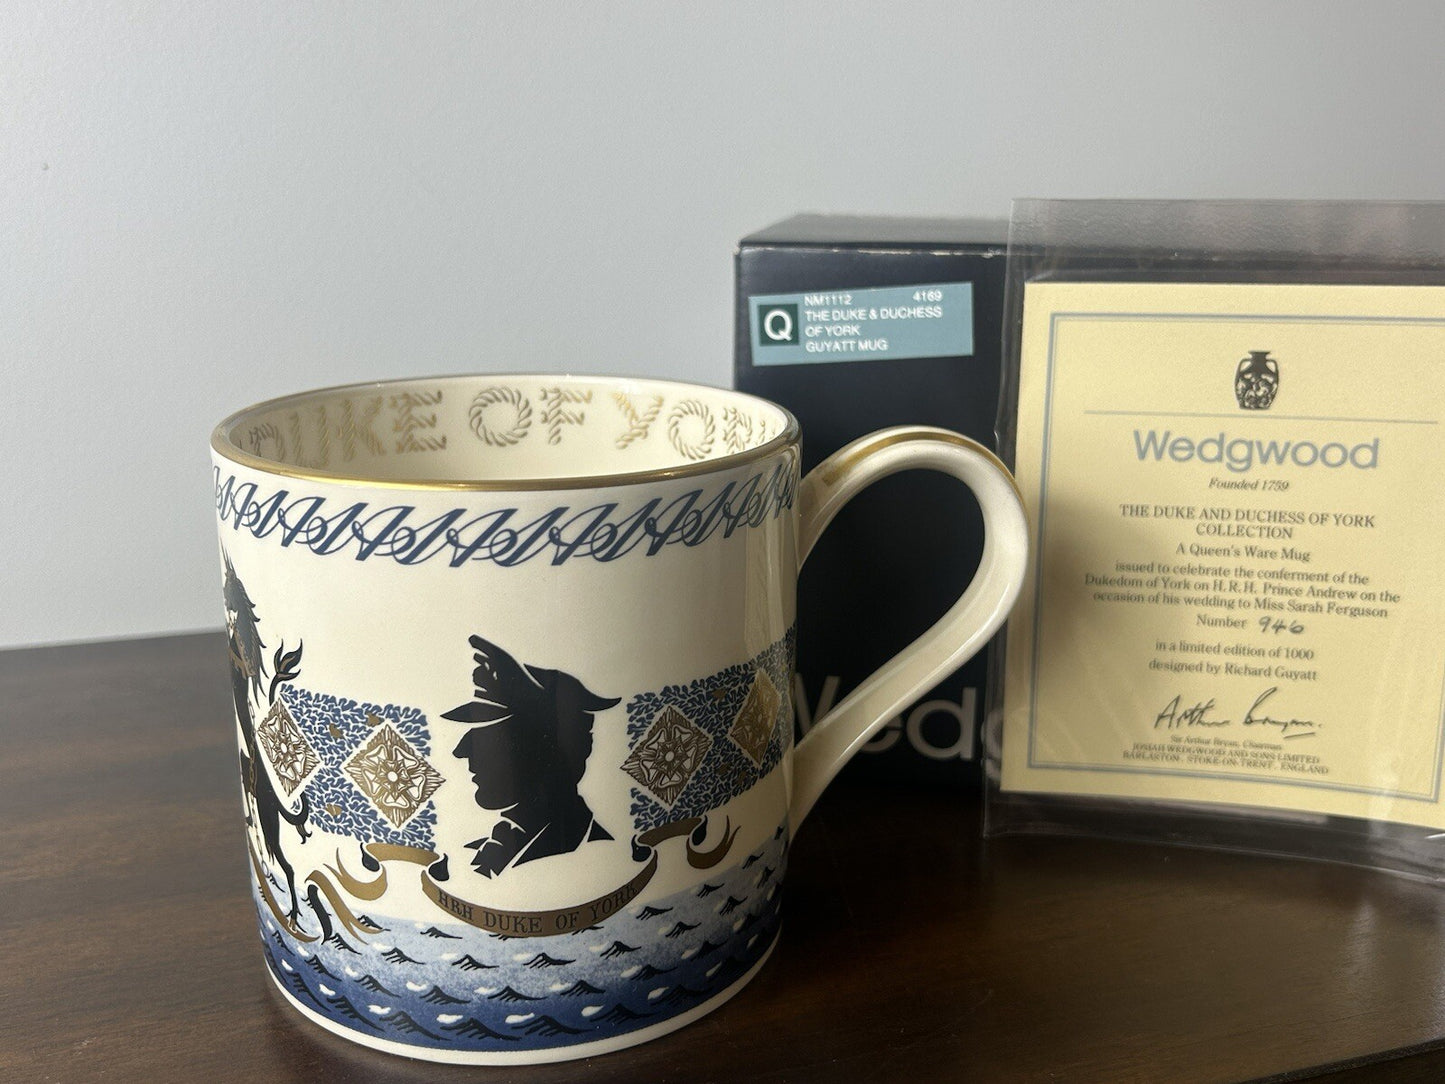 DUKE OF YOR
HRH DUKE OF YORK
Q
NM1112 4169
THE DUKE & DUCHESS
OF YORK
GUYATT MUG
Wedg
Wedgwood
Founded 1759
THE DUKE AND DUCHESS OF YORK
COLLECTION
A Queen's Ware Mug
issued to celebrate the conferment of the
Dukedom of York on H.R.H. Prince Andrew on the
occasion of his wedding to Miss Sarah Ferguson
Number 946
in a limited edition of 1000
designed by Richard Guyatt
Arthur Bryan.
Sir Arthur Bryan, Chairman
JOSIAH WEDGWOOD AND SONS LIMITED
BARLASTON · STOKE-ON-TRENT · ENGLAND